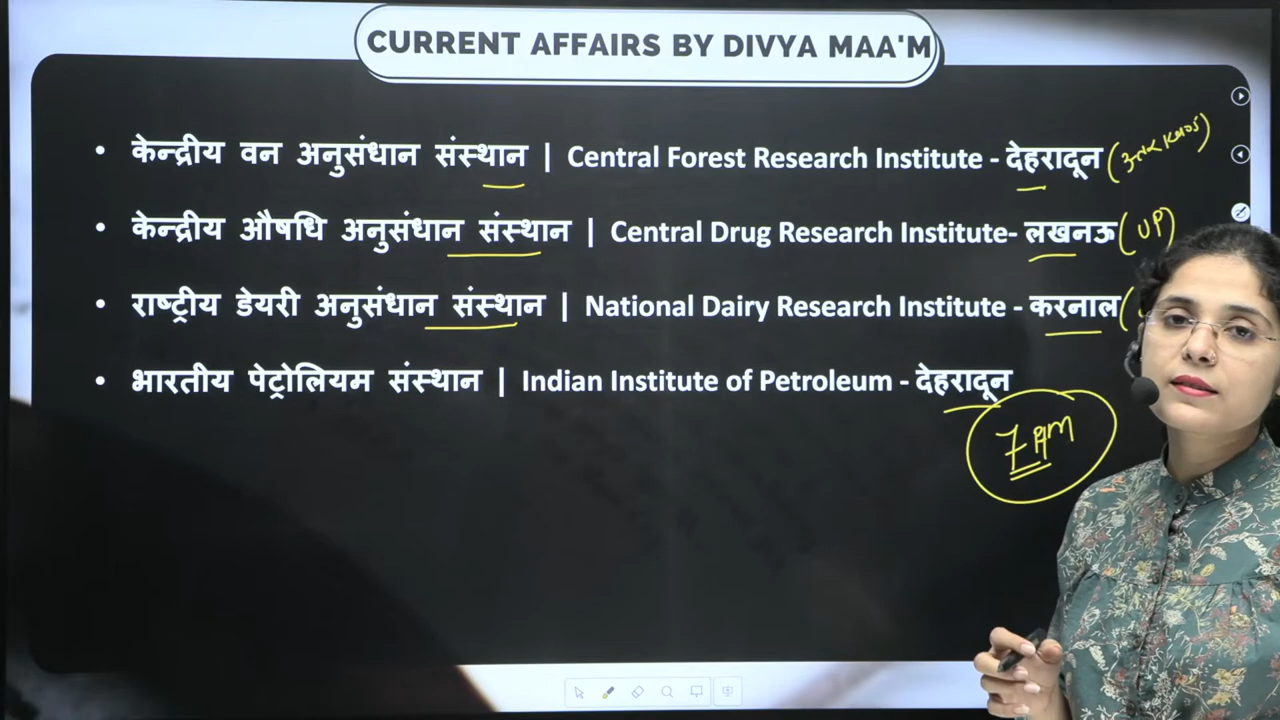 CURRENT AFFAIRS BY DIVYA MAA'M
• केन्द्रीय वन अनुसंधान संस्थान | Central Forest Research Institute - देहरादून
• केन्द्रीय औषधि अनुसंधान संस्थान | Central Drug Research Institute- लखनऊ (UP)
• राष्ट्रीय डेयरी अनुसंधान संस्थान | National Dairy Research Institute - करनाल (
• भारतीय पेट्रोलियम संस्थान | Indian Institute of Petroleum - देहरादून
7 AM